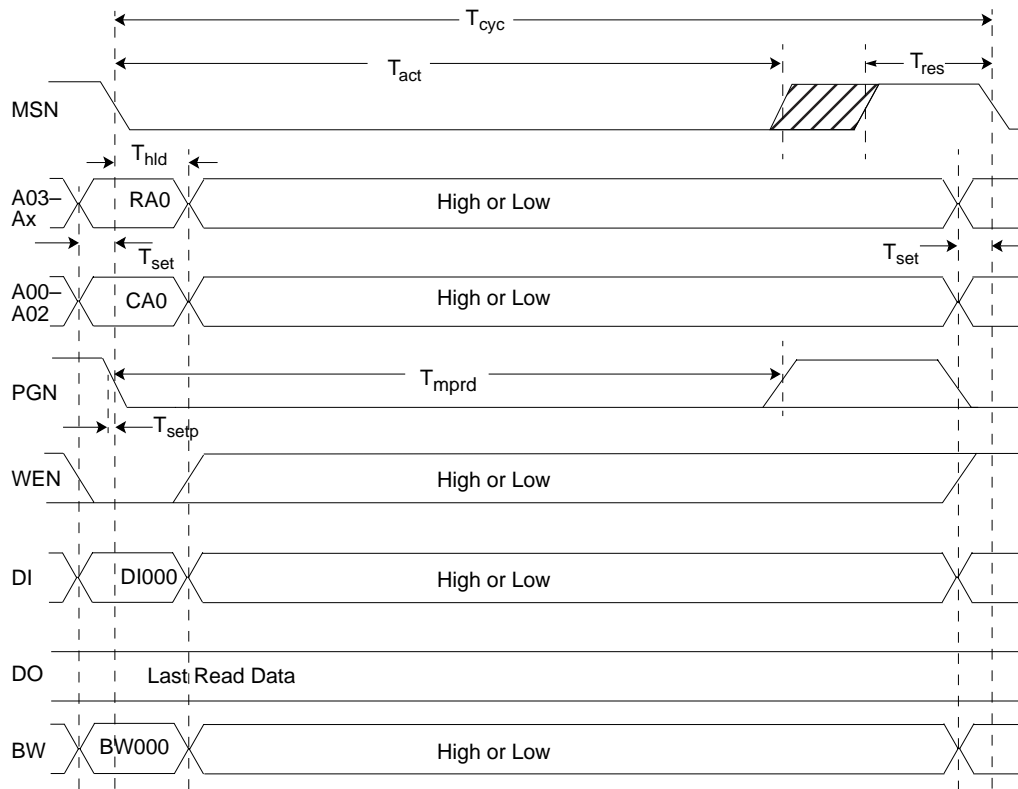 Tcyc
Tact
Tres
MSN
Thld
A03–
Ax
RA0
High or Low
Tset
Tset
A00–
A02
CA0
High or Low
PGN
Tmprd
Tsetp
WEN
High or Low
DI
DI000
High or Low
DO
Last Read Data
BW
BW000
High or Low